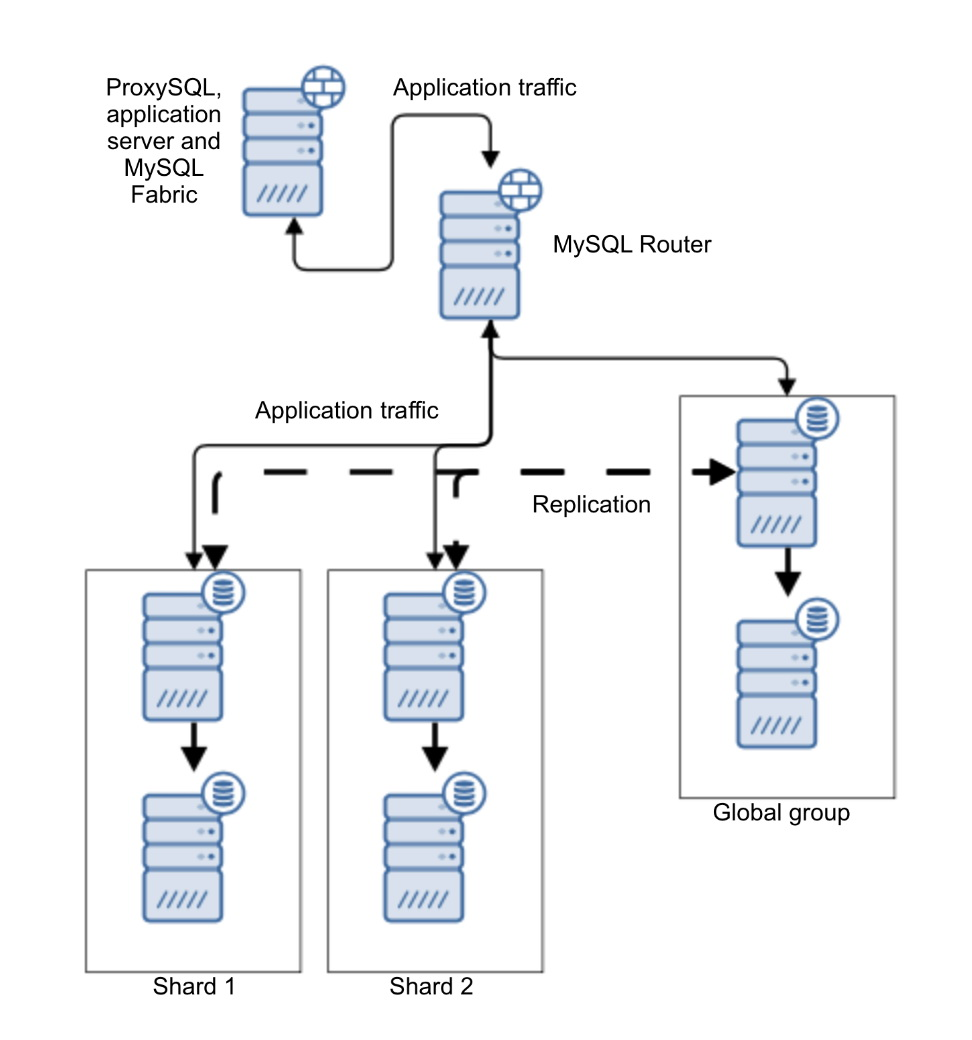 ProxySQL,
application
server and
MySQL
Fabric
Application traffic
MySQL Router
Application traffic
Replication
Global group
Shard 1
Shard 2